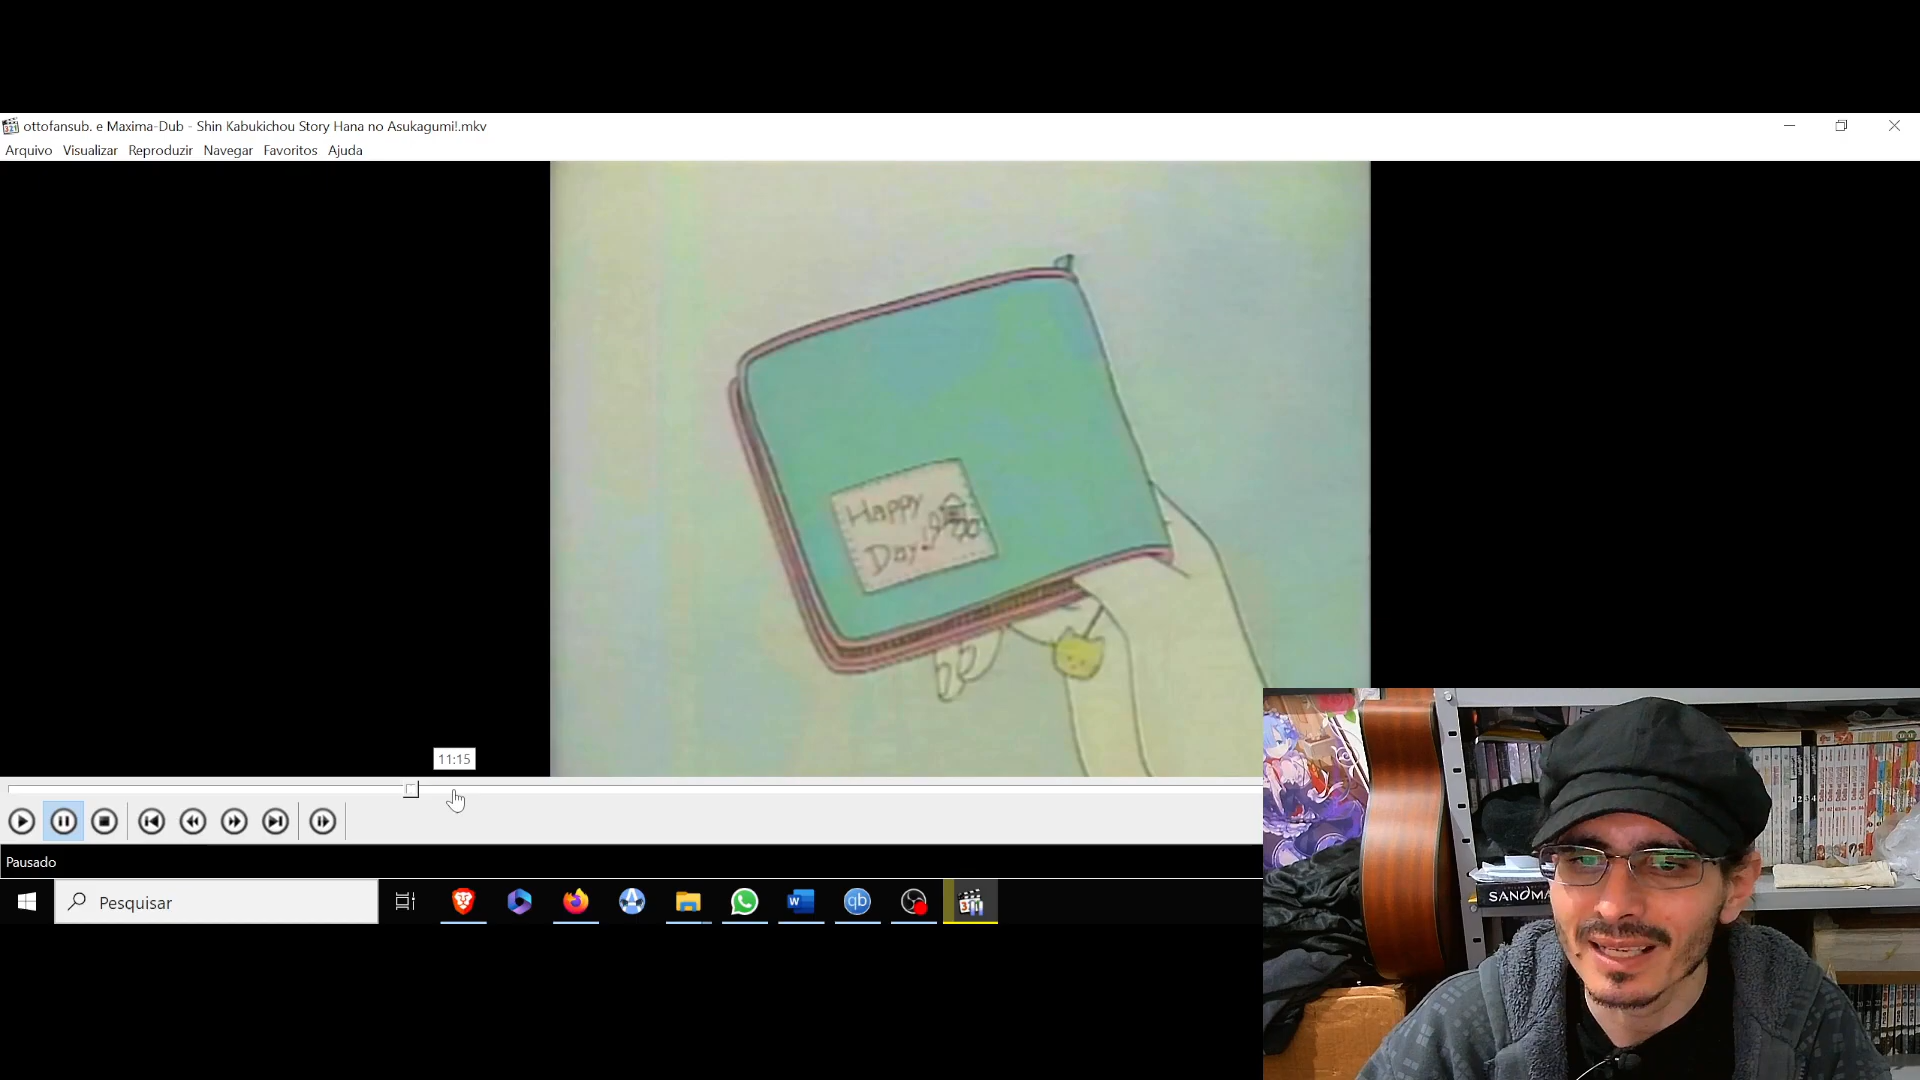 ottofansub. e Maxima-Dub - Shin Kabukichou Story Hana no Asukagumi!.mkv
Arquivo Visualizar Reproduzir Navegar Favoritos Ajuda
Happy
Day!
11:15
Pausado
Pesquisar
SANDMA